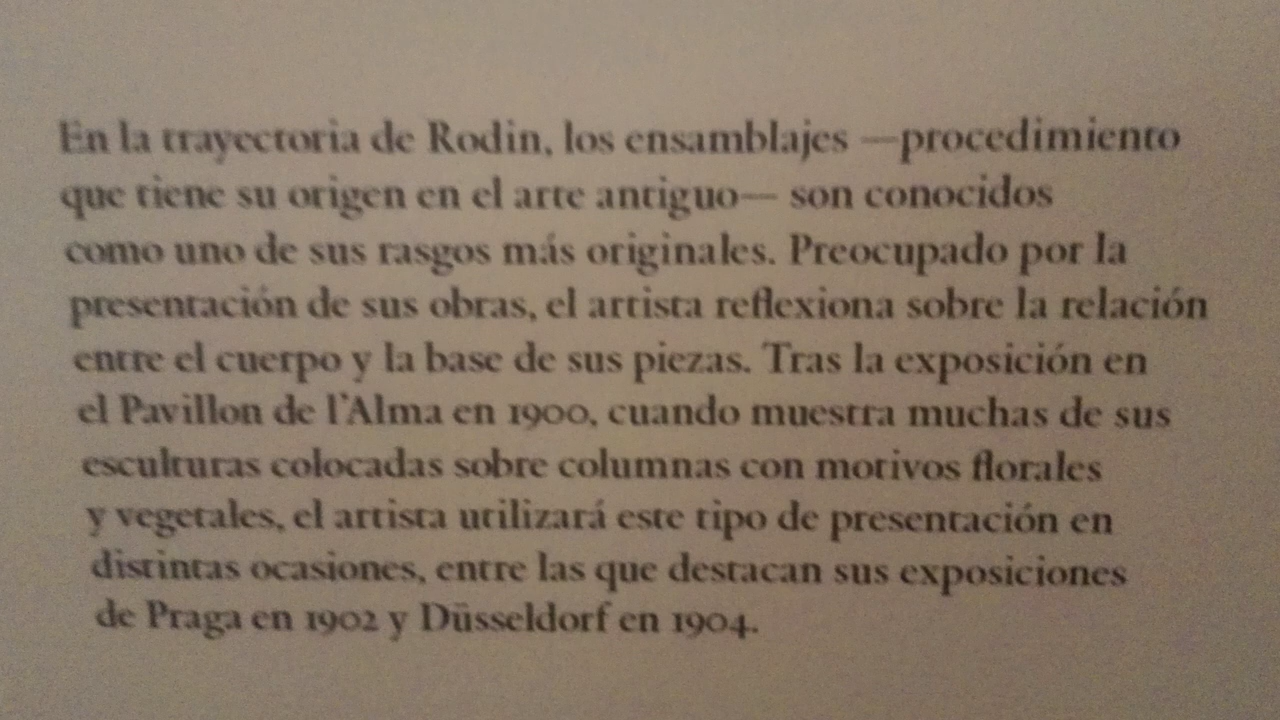 En la trayectoria de Rodin, los ensamblajes —procedimiento
que tiene su origen en el arte antiguo— son conocidos
como uno de sus rasgos más originales. Preocupado por la
presentación de sus obras, el artista reflexiona sobre la relación
entre el cuerpo y la base de sus piezas. Tras la exposición en
el Pavillon de l'Alma en 1900, cuando muestra muchas de sus
esculturas colocadas sobre columnas con motivos florales
y vegetales, el artista utilizará este tipo de presentación en
distintas ocasiones, entre las que destacan sus exposiciones
de Praga en 1902 y Düsseldorf en 1904.